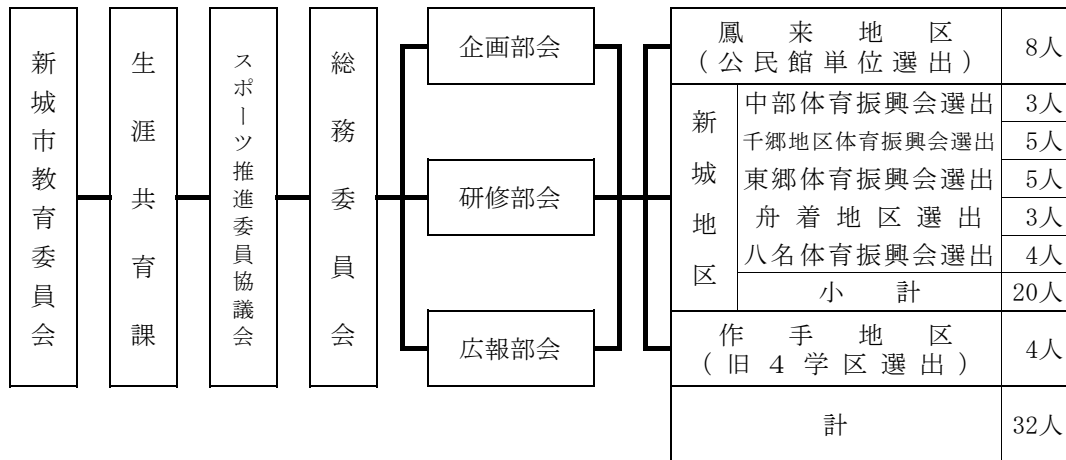 新城市教育委員会
生涯共育課
スポーツ推進委員協議会
総務委員会
企画部会
研修部会
広報部会
鳳来地区
(公民館単位選出)
8人
新城地区
中部体育振興会選出
3人
千郷地区体育振興会選出
5人
東郷体育振興会選出
5人
舟着地区選出
3人
八名体育振興会選出
4人
小計
20人
作手地区
(旧4学区選出)
4人
計
32人